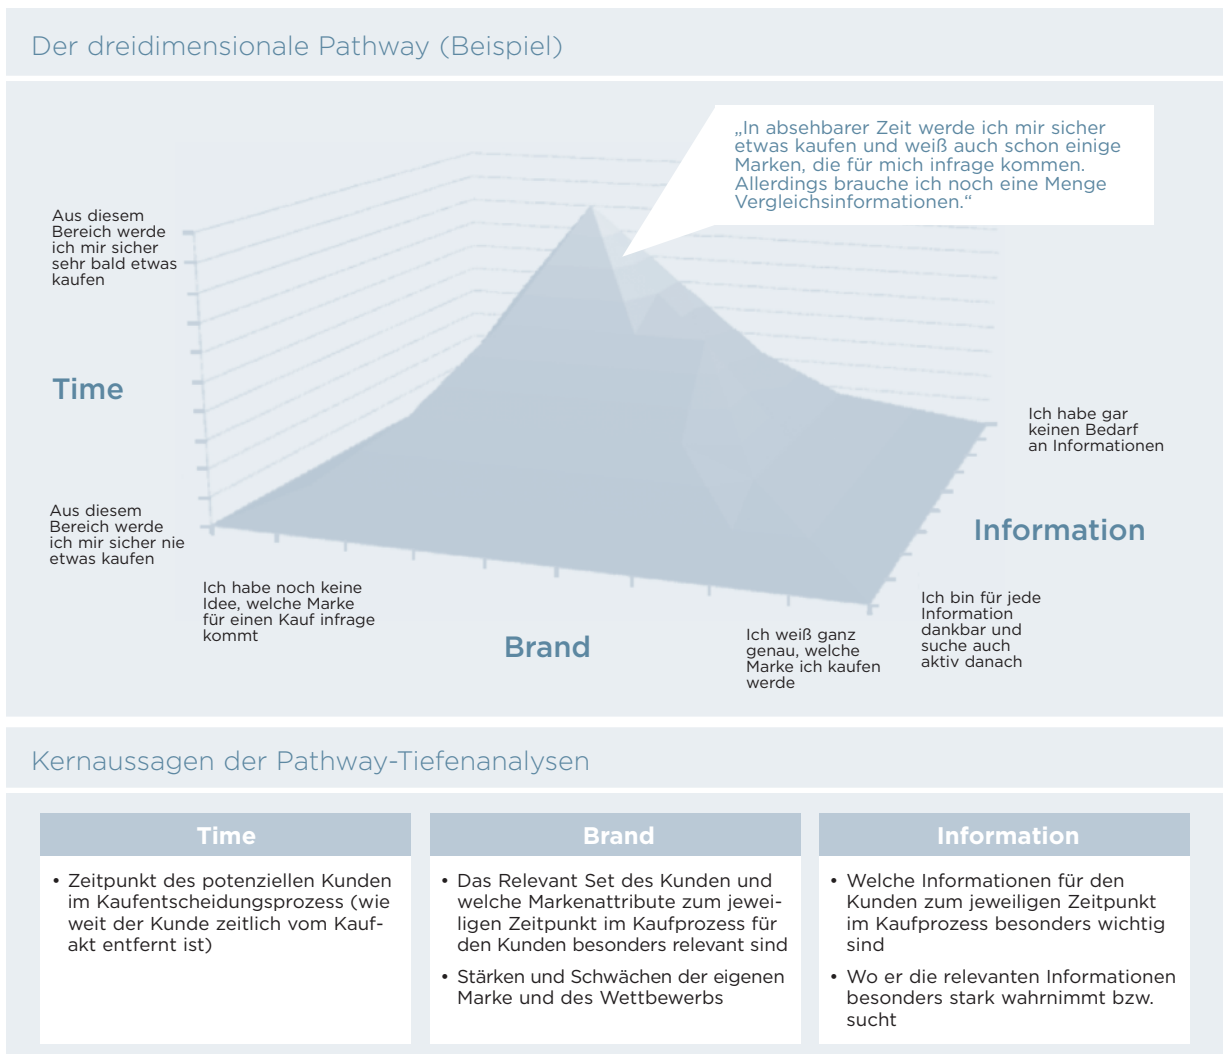 Der dreidimensionale Pathway (Beispiel)
„In absehbarer Zeit werde ich mir sicher
etwas kaufen und weiß auch schon einige
Marken, die für mich infrage kommen.
Allerdings brauche ich noch eine Menge
Vergleichsinformationen.“
Aus diesem
Bereich werde
ich mir sicher
sehr bald etwas
kaufen
Time
Aus diesem
Bereich werde
ich mir sicher nie
etwas kaufen
Ich habe noch keine
Idee, welche Marke
für einen Kauf infrage
kommt
Brand
Ich weiß ganz
genau, welche
Marke ich kaufen
werde
Ich habe gar
keinen Bedarf
an Informationen
Information
Ich bin für jede
Information
dankbar und
suche auch
aktiv danach
Kernaussagen der Pathway-Tiefenanalysen
Time
• Zeitpunkt des potenziellen Kunden
im Kaufentscheidungsprozess (wie
weit der Kunde zeitlich vom Kauf-
akt entfernt ist)
Brand
• Das Relevant Set des Kunden und
welche Markenattribute zum jewei-
ligen Zeitpunkt im Kaufprozess für
den Kunden besonders relevant sind
• Stärken und Schwächen der eigenen
Marke und des Wettbewerbs
Information
• Welche Informationen für den
Kunden zum jeweiligen Zeitpunkt
im Kaufprozess besonders wichtig
sind
• Wo er die relevanten Informationen
besonders stark wahrnimmt bzw.
sucht